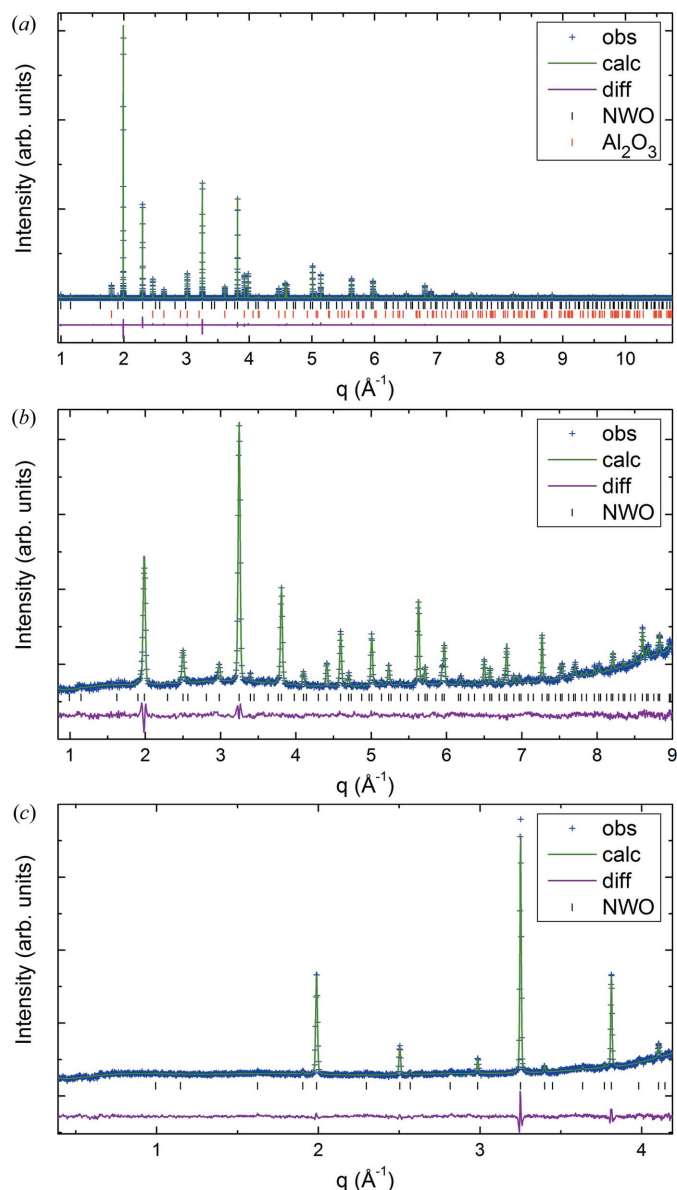 (a)
Intensity (arb. units)
obs
calc
diff
NWO
Al₂O₃
1 2 3 4 5 6 7 8 9 10
q (Å⁻¹)
(b)
Intensity (arb. units)
obs
calc
diff
NWO
1 2 3 4 5 6 7 8 9
q (Å⁻¹)
(c)
Intensity (arb. units)
obs
calc
diff
NWO
1 2 3 4
q (Å⁻¹)